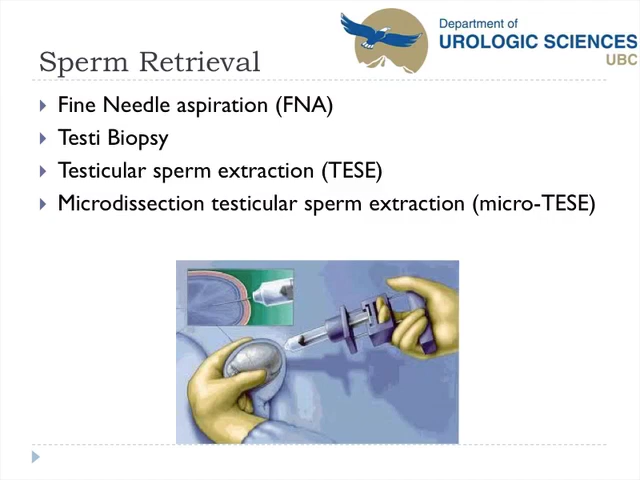 Department of
UROLOGIC SCIENCES
UBC
Sperm Retrieval
Fine Needle aspiration (FNA)
Testi Biopsy
Testicular sperm extraction (TESE)
Microdissection testicular sperm extraction (micro-TESE)